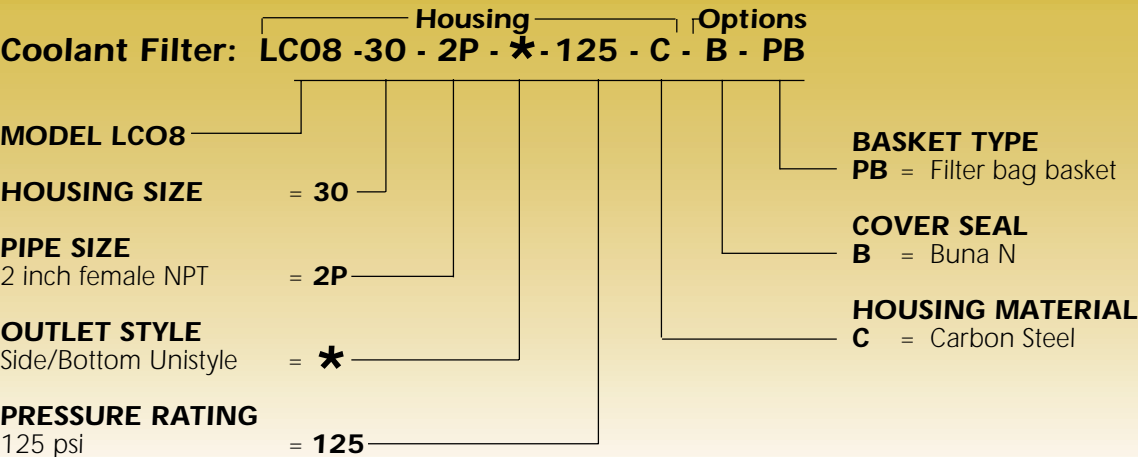 Housing Options
Coolant Filter: LCO8 -30 - 2P - * - 125 - C - B - PB
MODEL LCO8
HOUSING SIZE = 30
PIPE SIZE
2 inch female NPT = 2P
OUTLET STYLE
Side/Bottom Unistyle = *
PRESSURE RATING
125 psi = 125
BASKET TYPE
PB = Filter bag basket
COVER SEAL
B = Buna N
HOUSING MATERIAL
C = Carbon Steel